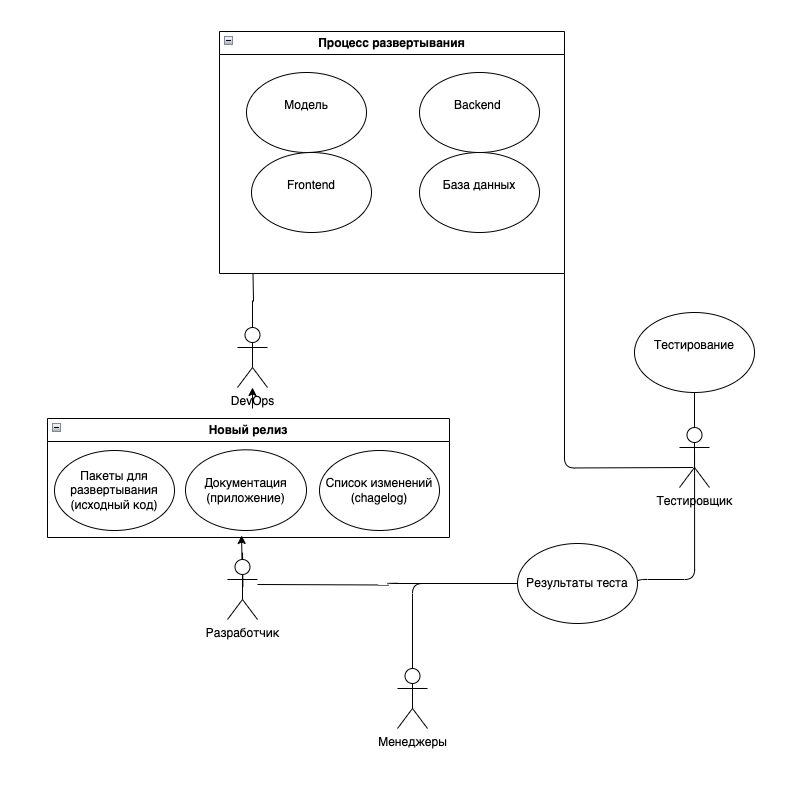 Процесс развертывания
Модель
Backend
Frontend
База данных
Тестирование
DevOps
Новый релиз
Пакеты для
развертывания
(исходный код)
Документация
(приложение)
Список изменений
(chagelog)
Тестировщик
Результаты теста
Разработчик
Менеджеры